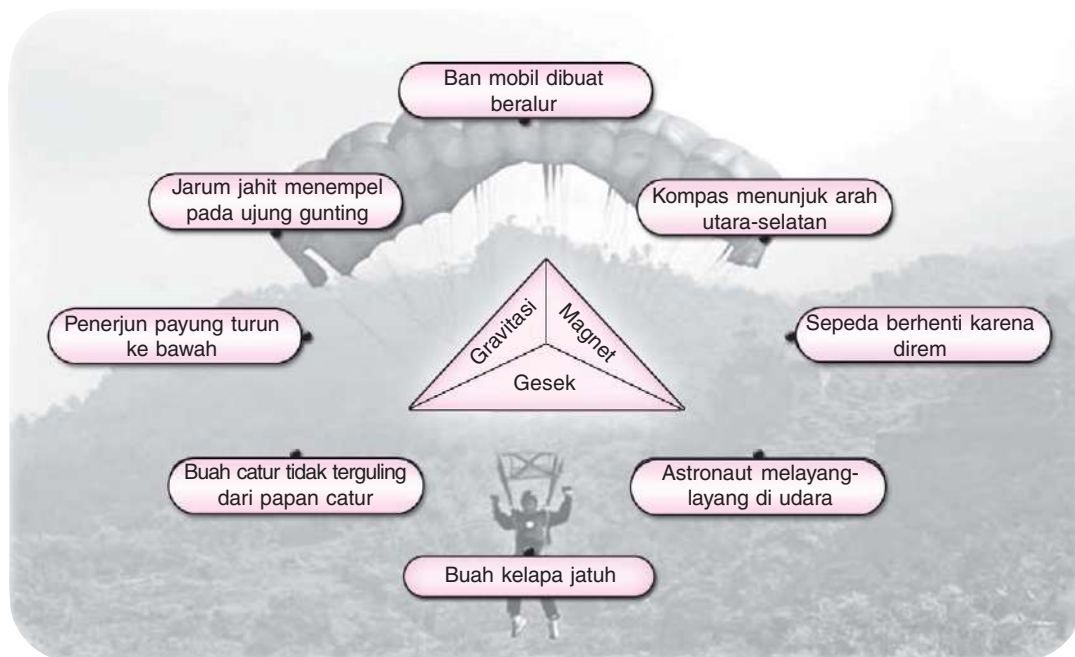 Ban mobil dibuat
beralur
Jarum jahit menempel
pada ujung gunting
Kompas menunjuk arah
utara-selatan
Penerjun payung turun
ke bawah
Gravitasi
Magnet
Gesek
Sepeda berhenti karena
direm
Buah catur tidak terguling
dari papan catur
Astronaut melayang-
layang di udara
Buah kelapa jatuh